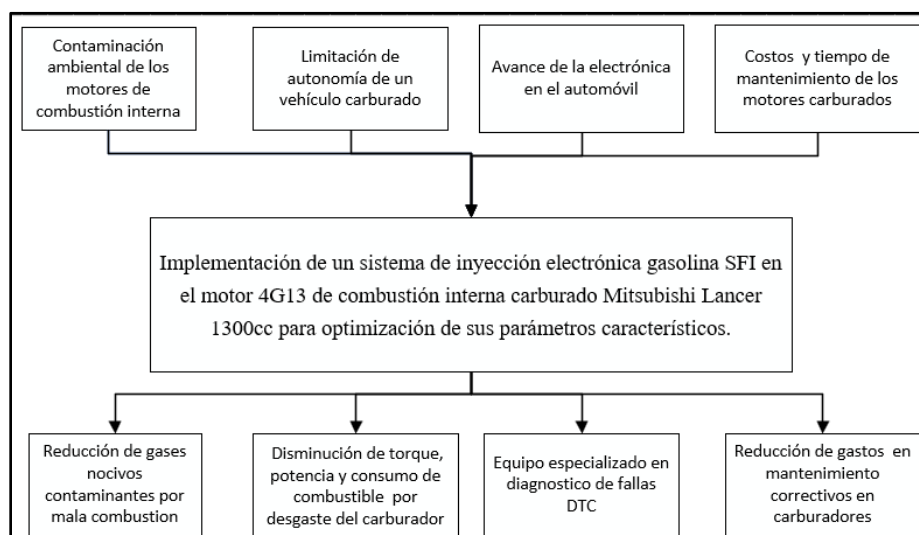 Contaminación
ambiental de los
motores de
combustión interna
Limitación de
autonomía de un
vehículo carburado
Avance de la electrónica
en el automóvil
Costos y tiempo de
mantenimiento de los
motores carburados
Implementación de un sistema de inyección electrónica gasolina SFI en
el motor 4G13 de combustión interna carburado Mitsubishi Lancer
1300cc para optimización de sus parámetros característicos.
Reducción de gases
nocivos
contaminantes por
mala combustion
Disminución de torque,
potencia y consumo de
combustible por
desgaste del carburador
Equipo especializado en
diagnostico de fallas
DTC
Reducción de gastos en
mantenimiento
correctivos en
carburadores